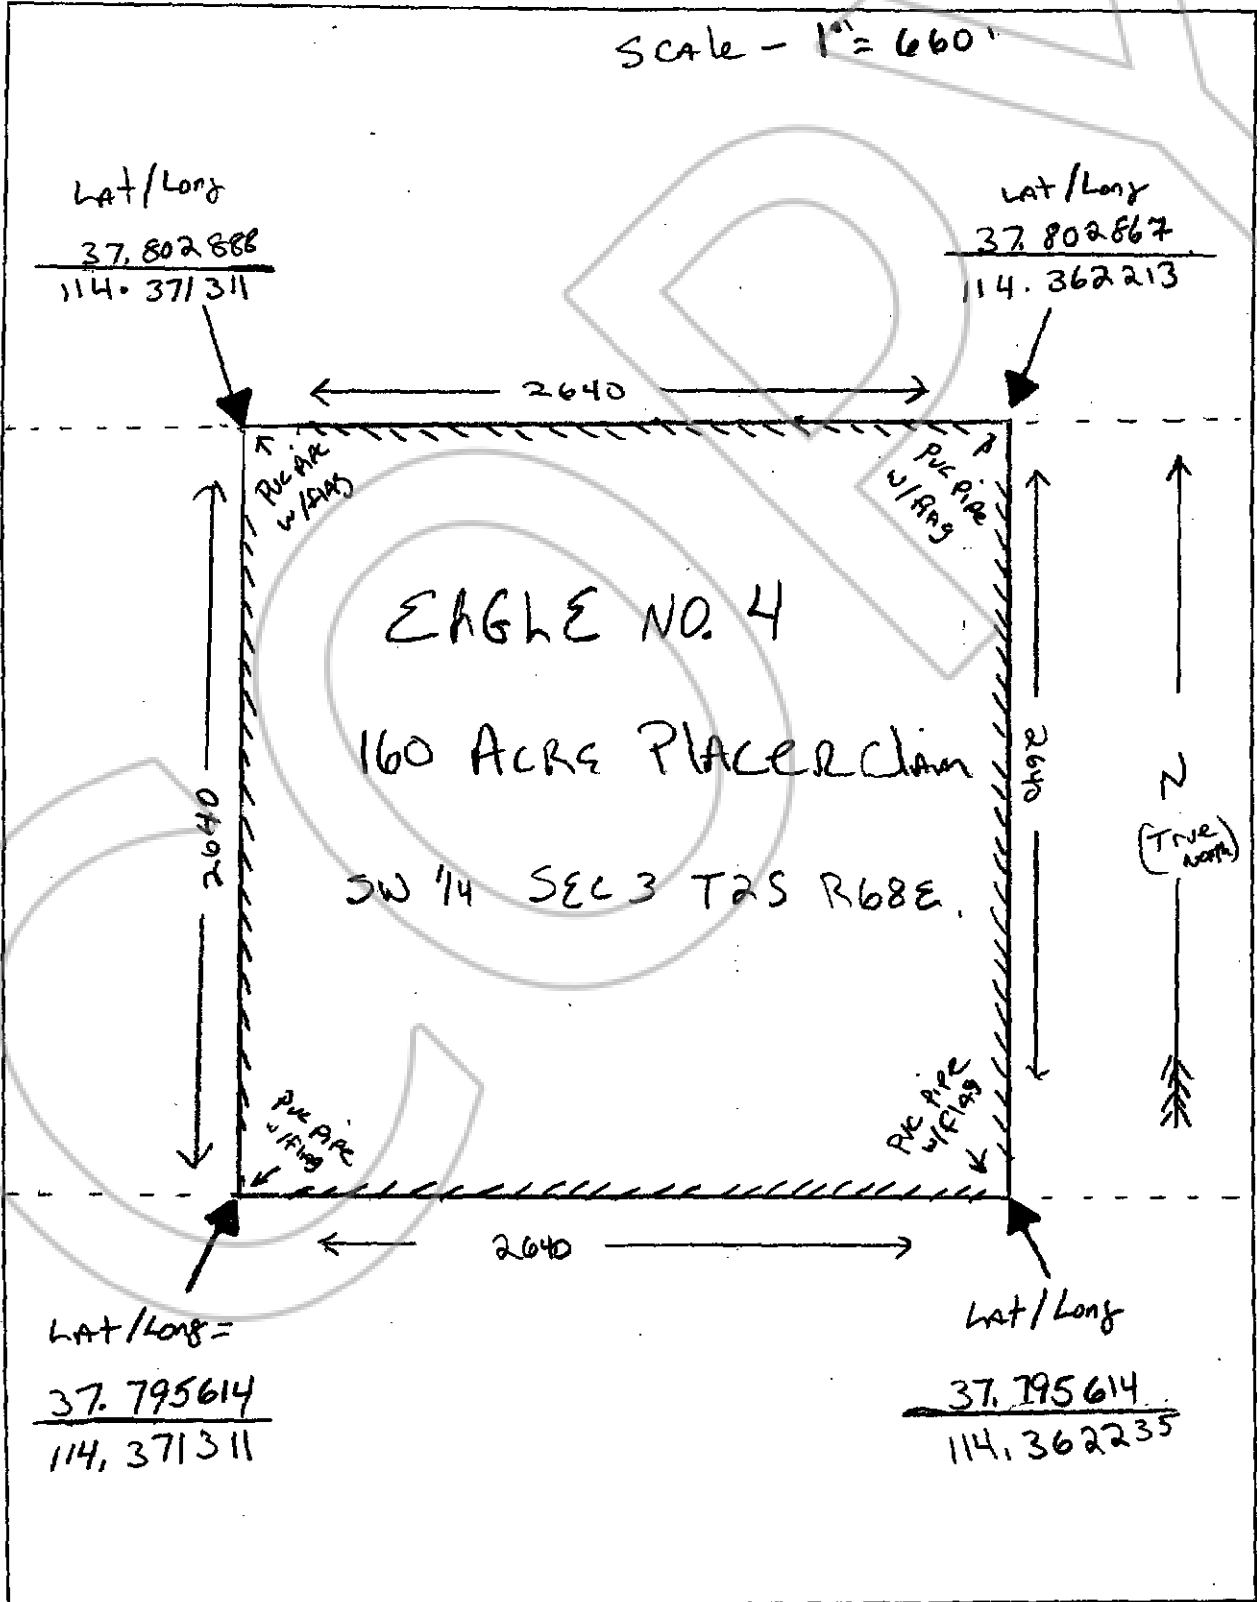 SCALE - 1" = 660'
LAT/Long
37.802888
114.371311
LAT/Long
37.802867
114.362213
2640
PVC PIPE
w/flag
PVC PIPE
w/flag
EAGLE NO. 4
160 ACRE PLACER Claim
SW 1/4 SEC 3 T2S R68E.
2640
2640
N
(True
North)
PVC PIPE
w/Flag
PVC PIPE
w/Flag
2640
LAT/Long=
37.795614
114.371311
LAT/Long
37.795614
114.362235
COPY